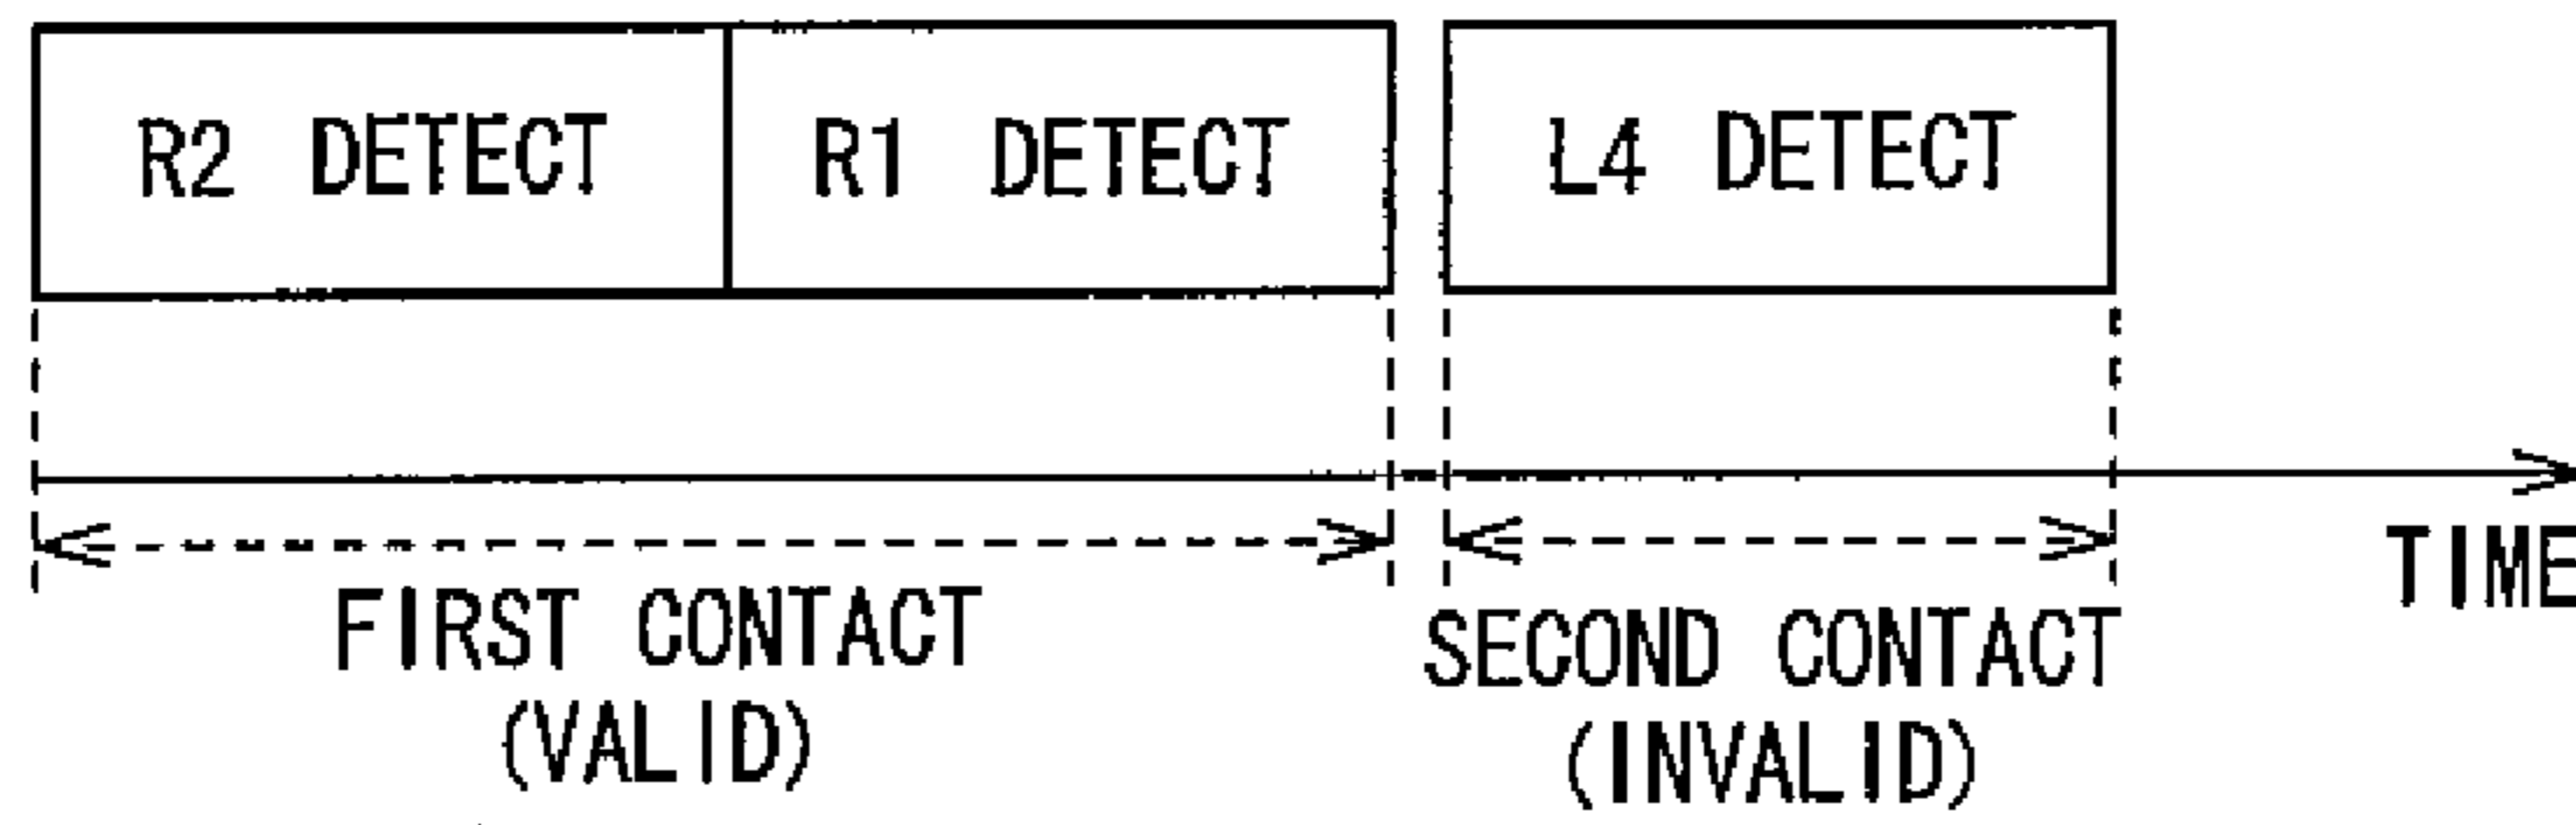 R2 DETECT R1 DETECT L4 DETECT
TIME
FIRST CONTACT
(VALID)
SECOND CONTACT
(INVALID)